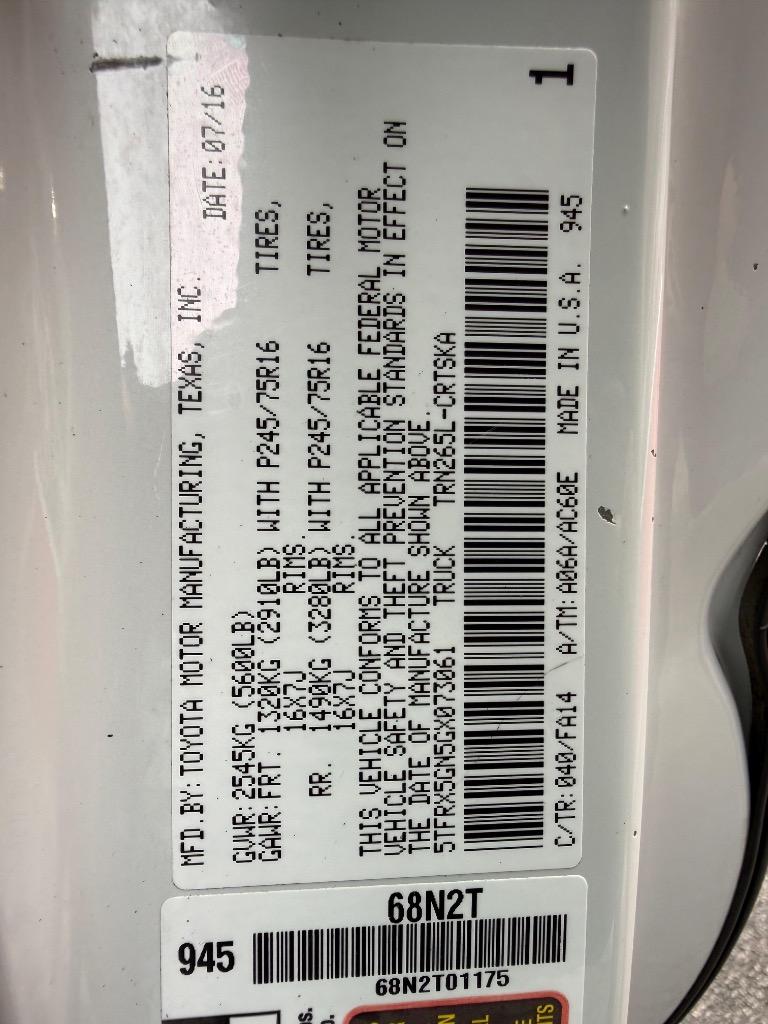 MFD.BY:TOYOTA MOTOR MANUFACTURING, TEXAS, INC.
DATE:07/16
GVWR:2545KG (5600LB)
GAWR:FRT. 1320KG (2910LB) WITH P245/75R16 TIRES,
16X7J RIMS.
RR. 1490KG (3280LB) WITH P245/75R16 TIRES,
16X7J RIMS.
THIS VEHICLE CONFORMS TO ALL APPLICABLE FEDERAL MOTOR
VEHICLE SAFETY AND THEFT PREVENTION STANDARDS IN EFFECT ON
THE DATE OF MANUFACTURE SHOWN ABOVE.
5TFRX5GN5GX073061 TRUCK TRN265L-CRTSKA
1
C/TR:040/FA14 A/TM:A06A/AC60E MADE IN U.S.A. 945
945
68N2T
68N2T01175